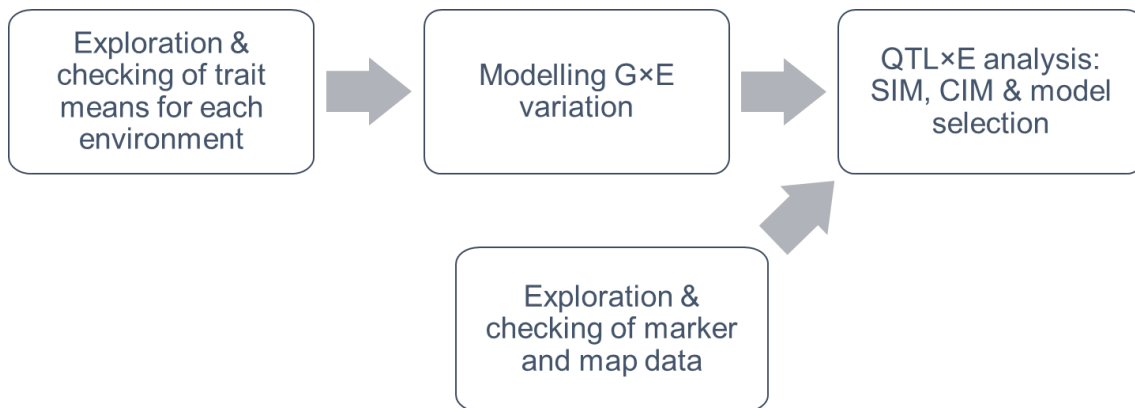 Exploration &
checking of trait
means for each
environment
Modelling G×E
variation
QTL×E analysis:
SIM, CIM & model
selection
Exploration &
checking of marker
and map data